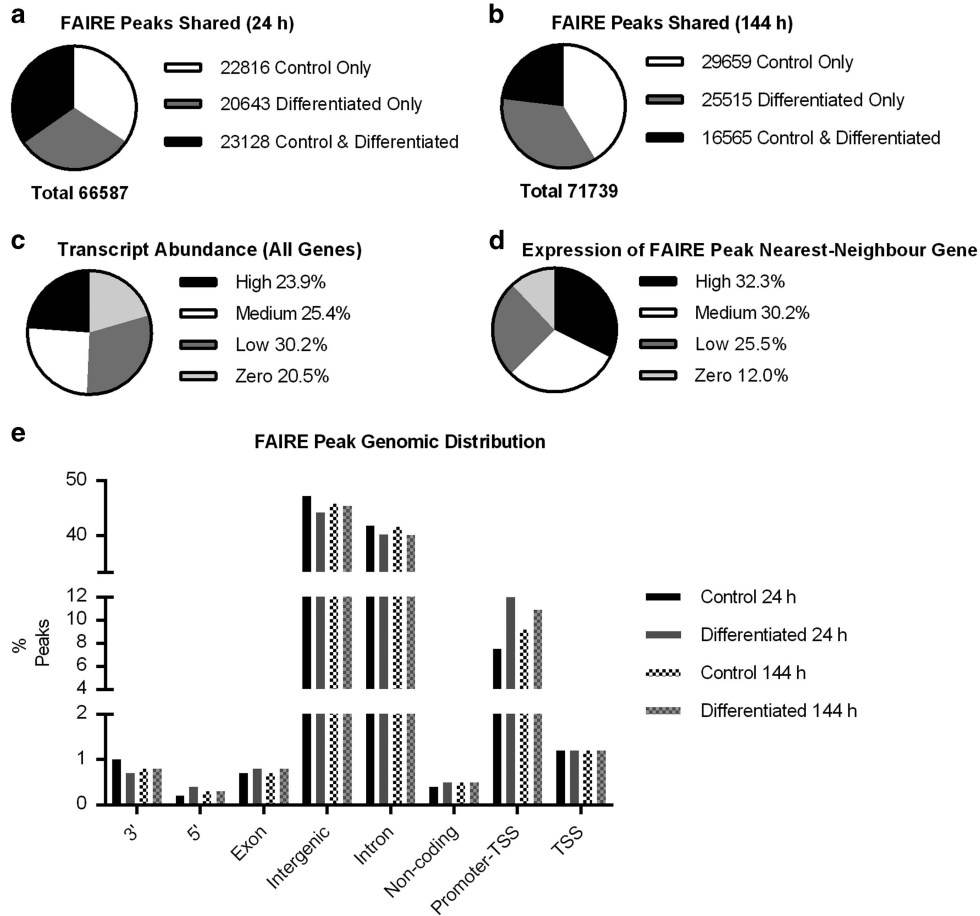 a
FAIRE Peaks Shared (24 h)
22816 Control Only
20643 Differentiated Only
23128 Control & Differentiated
Total 66587
b
FAIRE Peaks Shared (144 h)
29659 Control Only
25515 Differentiated Only
16565 Control & Differentiated
Total 71739
c
Transcript Abundance (All Genes)
High 23.9%
Medium 25.4%
Low 30.2%
Zero 20.5%
d
Expression of FAIRE Peak Nearest-Neighbour Gene
High 32.3%
Medium 30.2%
Low 25.5%
Zero 12.0%
e
FAIRE Peak Genomic Distribution
%
Peaks
50
40
12
10
8
6
4
2
1
0
3'
5'
Exon
Intergenic
Intron
Non-coding
Promoter-TSS
TSS
Control 24 h
Differentiated 24 h
Control 144 h
Differentiated 144 h